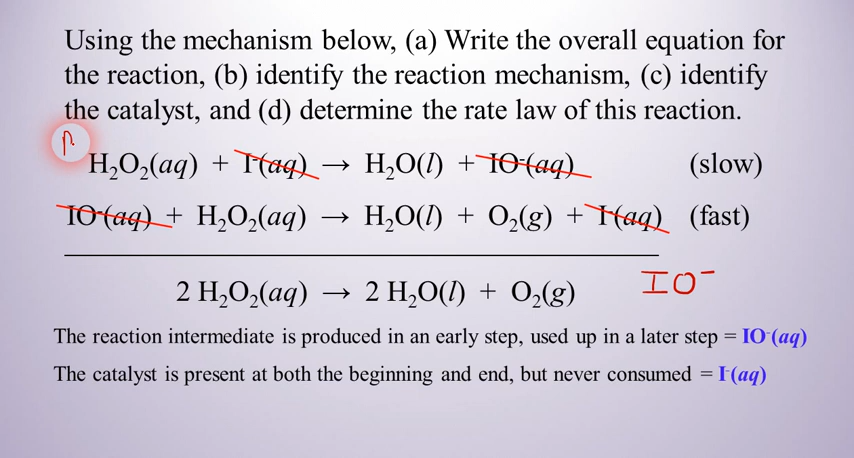 Using the mechanism below, (a) Write the overall equation for
the reaction, (b) identify the reaction mechanism, (c) identify
the catalyst, and (d) determine the rate law of this reaction.
H₂O₂(aq) + I⁻(aq) → H₂O(l) + IO⁻(aq) (slow)
IO⁻(aq) + H₂O₂(aq) → H₂O(l) + O₂(g) + I⁻(aq) (fast)
2 H₂O₂(aq) → 2 H₂O(l) + O₂(g)
IO⁻
The reaction intermediate is produced in an early step, used up in a later step = IO⁻(aq)
The catalyst is present at both the beginning and end, but never consumed = I⁻(aq)